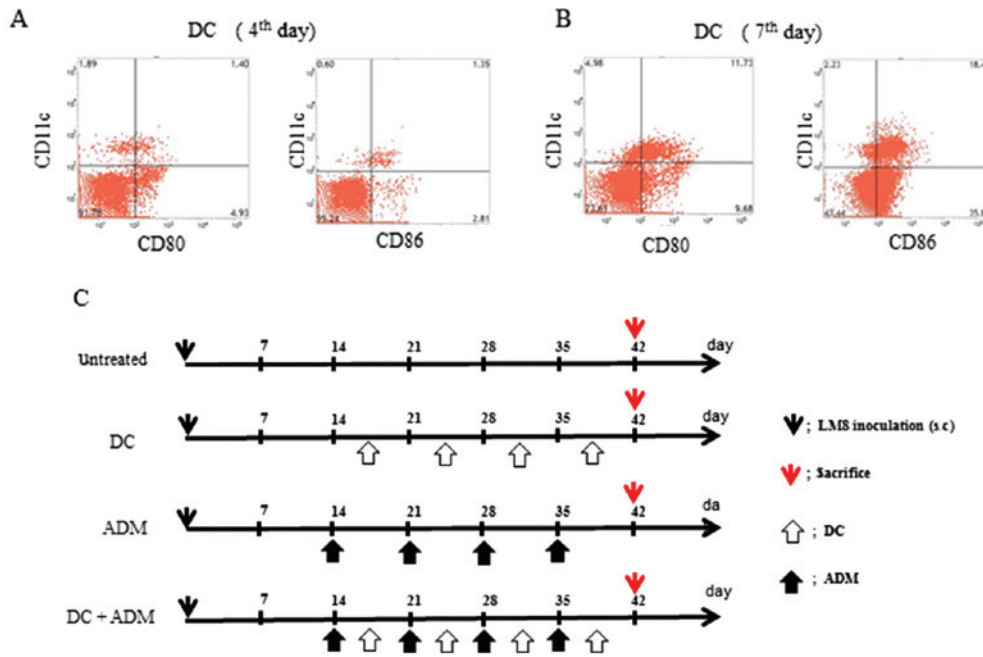 A
DC ( 4th day)
B
DC ( 7th day)
1.89 1.40
0.60 1.35
4.98 11.73
2.23
CD11c
CD11c
CD11c
CD11c
4.93
2.81
9.68
CD80
CD86
CD80
CD86
C
Untreated
7 14 21 28 35 42 day
DC
7 14 21 28 35 42 day
ADM
7 14 21 28 35 42 da
DC + ADM
7 14 21 28 35 42 day
; LM8 inoculation (s.c)
; Sacrifice
; DC
; ADM